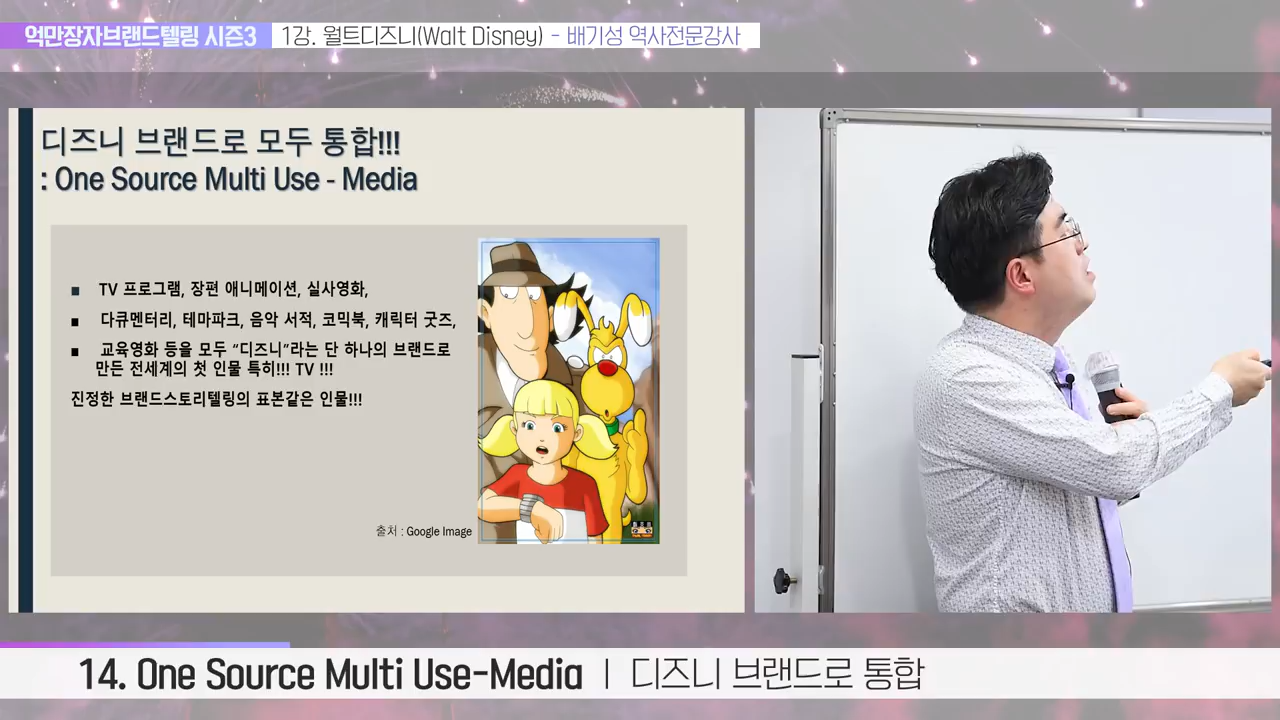 억만장자브랜드텔링 시즌3
1강. 월트디즈니(Walt Disney) - 배기성 역사전문강사
디즈니 브랜드로 모두 통합!!!
: One Source Multi Use - Media
■ TV 프로그램, 장편 애니메이션, 실사영화,
■ 다큐멘터리, 테마파크, 음악 서적, 코믹북, 캐릭터 굿즈,
■ 교육영화 등을 모두 “디즈니”라는 단 하나의 브랜드로
만든 전세계의 첫 인물 특히!!! TV !!!
진정한 브랜드스토리텔링의 표본같은 인물!!!
출처 : Google Image
14. One Source Multi Use-Media ㅣ 디즈니 브랜드로 통합